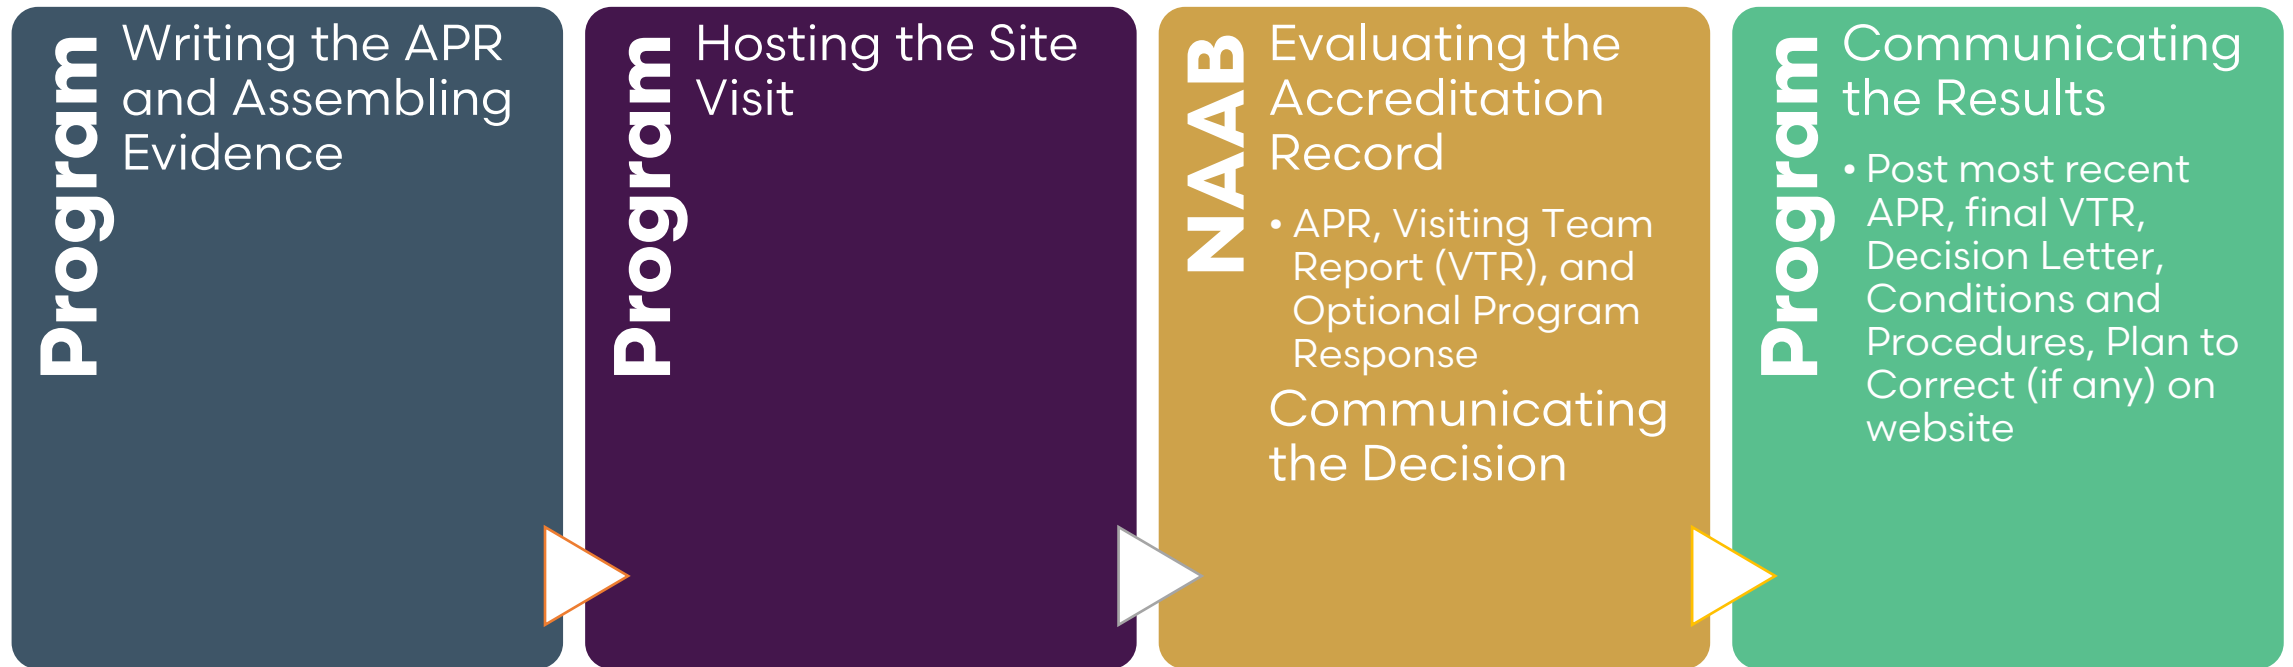 Program
Writing the APR
and Assembling
Evidence
Program
Hosting the Site
Visit
NAAB
Evaluating the
Accreditation
Record
• APR, Visiting Team
Report (VTR), and
Optional Program
Response
Communicating
the Decision
Program
Communicating
the Results
• Post most recent
APR, final VTR,
Decision Letter,
Conditions and
Procedures, Plan to
Correct (if any) on
website